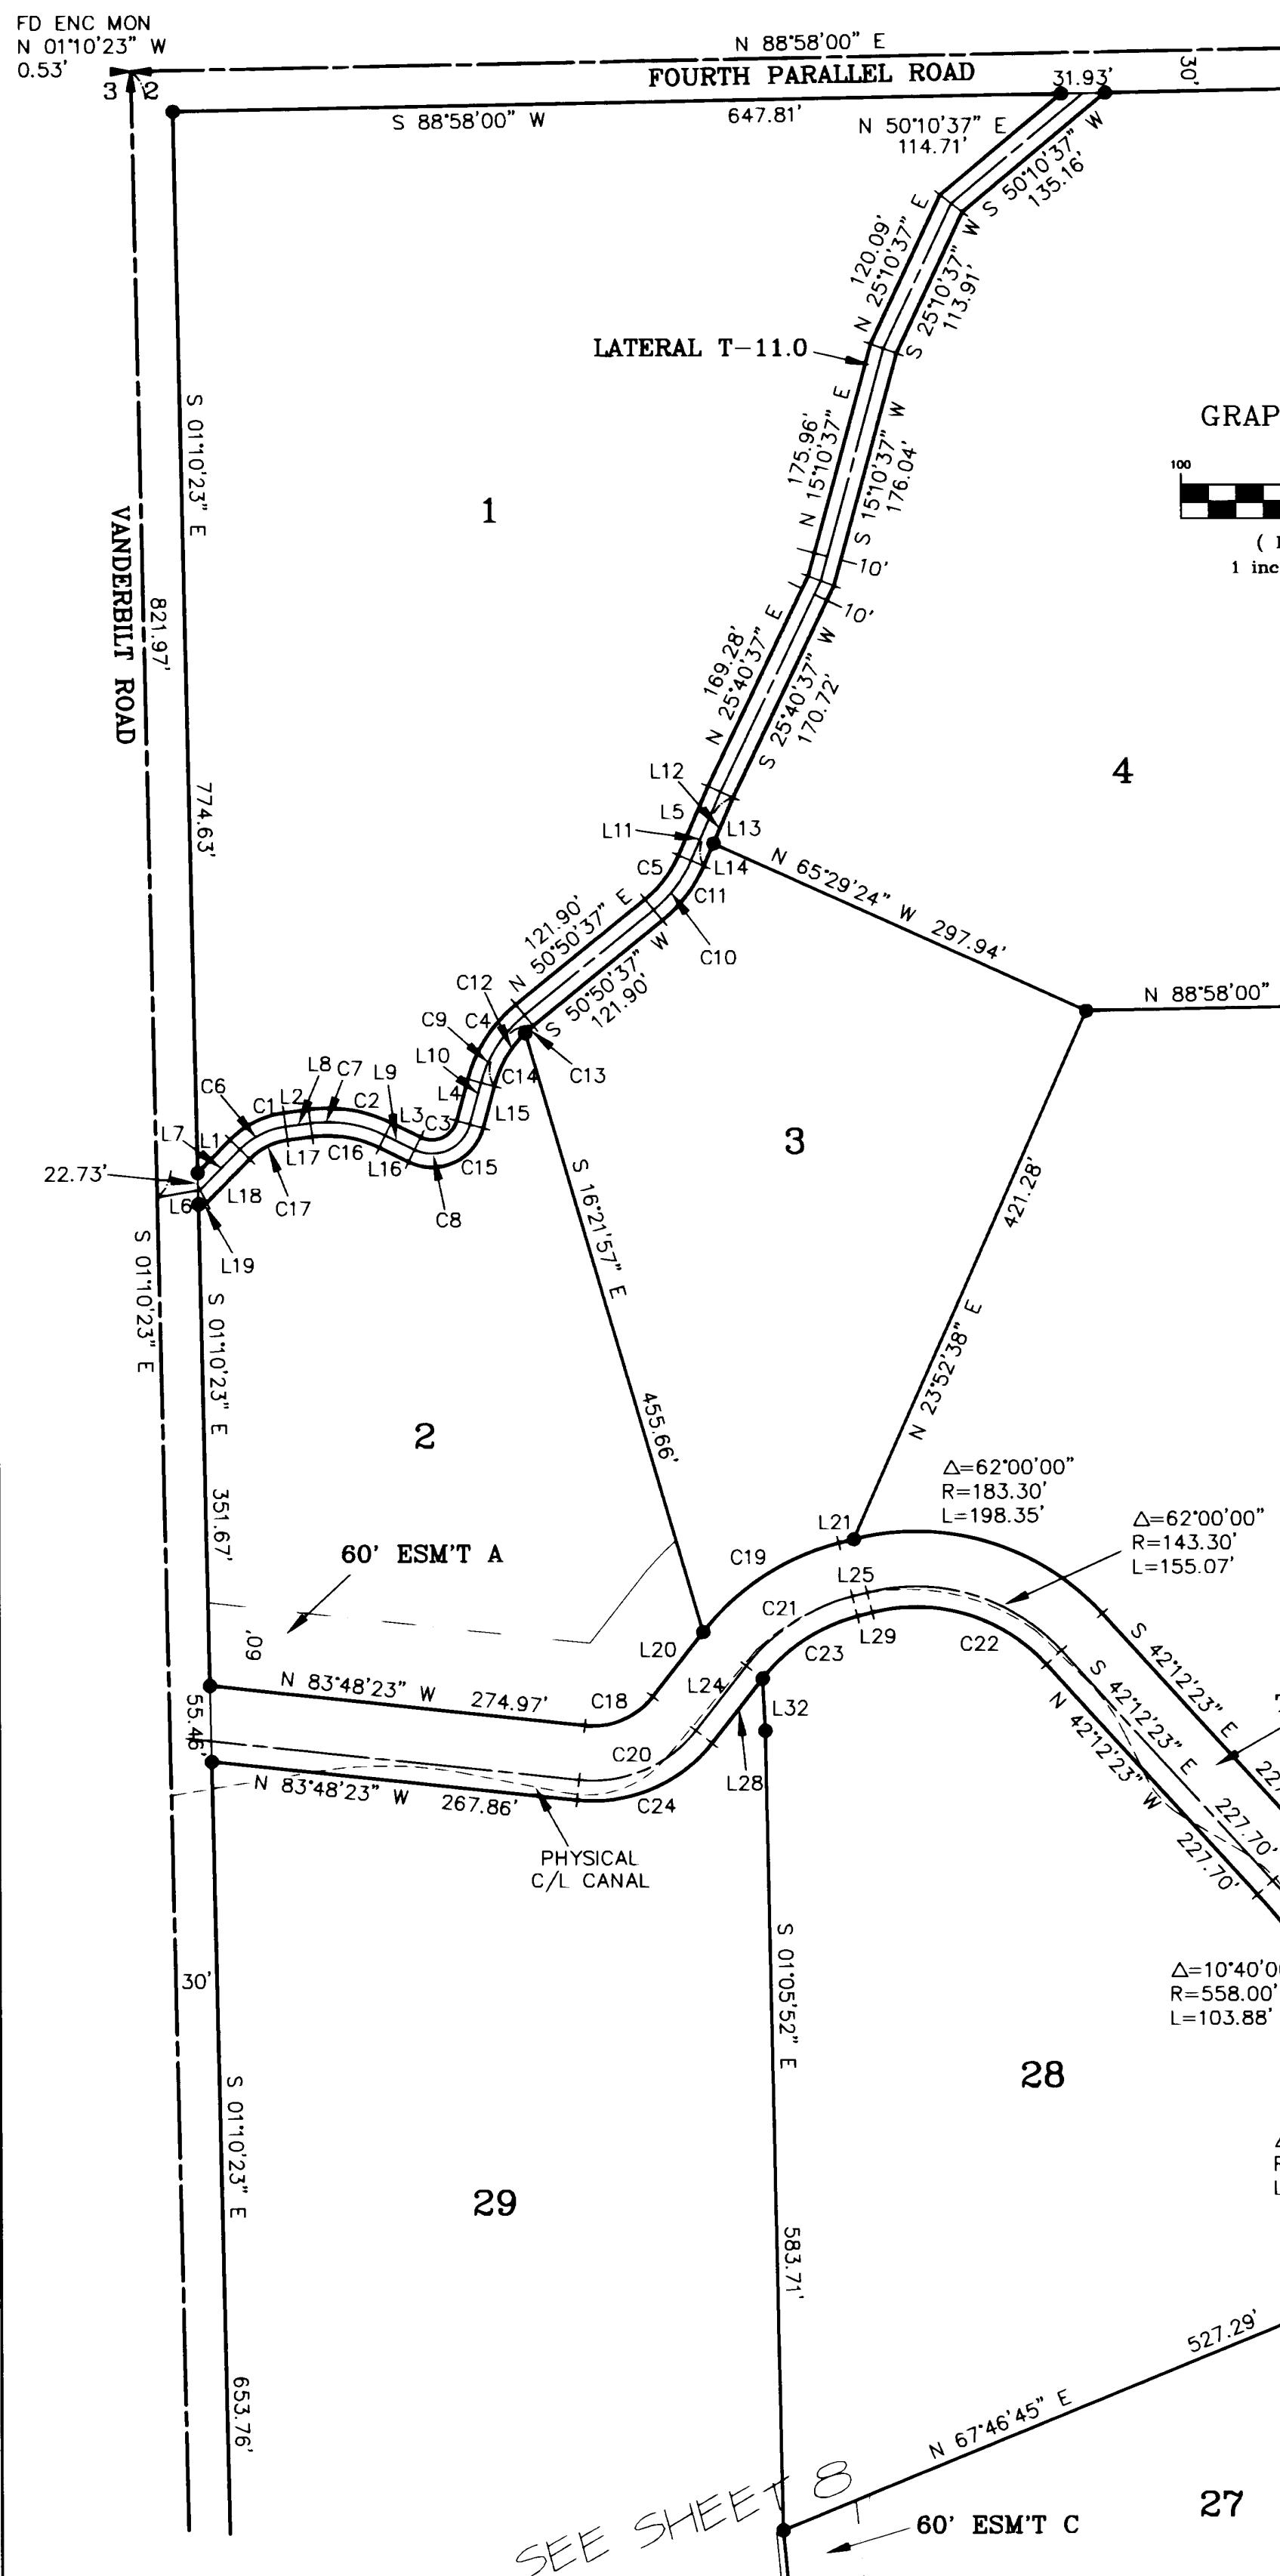 FD ENC MON
N 01°10'23" W
0.53'
3 2
N 88°58'00" E
FOURTH PARALLEL ROAD
31.93'
30'
S 88°58'00" W
647.81'
N 50°10'37" E
114.71'
S 50°10'37" W
135.16'
120.09'
N 25°10'37" E
S 25°10'37" W
113.91'
LATERAL T-11.0
175.96'
N 15°10'37" E
S 15°10'37" W
176.04'
10'
10'
GRAP
100
1 inc
S 01°10'23" E
1
VANDERBILT ROAD
821.97'
774.63'
169.28'
N 25°40'37" E
S 25°40'37" W
170.72'
4
L12
L5
L11
L13
C5
L14
C11
C10
N 65°29'24" W 297.94'
N 88°58'00"
121.90'
N 50°50'37" E
S 50°50'37" W
121.90'
C12
C9
C4
L10
C14
C13
L4
L15
C6
C1
L2
L8
C7
C2
L9
L3
C3
L7
L1
L17
C16
L16
C15
22.73'
L18
C17
C8
L6
L19
3
S 16°21'57" E
455.66'
421.28'
N 23°52'38" E
S 01°10'23" E
S 01°10'23" E
2
351.67'
60' ESM'T A
60'
Δ=62°00'00"
R=183.30'
L=198.35'
Δ=62°00'00"
R=143.30'
L=155.07'
L21
C19
L25
C21
L29
C23
C22
L20
L24
N 83°48'23" W 274.97'
C18
L32
55.46'
C20
L28
N 83°48'23" W 267.86'
C24
S 42°12'23" E
227.
S 42°12'23" E
227.70'
N 42°12'23" W
227.70'
PHYSICAL
C/L CANAL
30'
S 01°05'52" E
Δ=10°40'00
R=558.00'
L=103.88'
28
S 01°10'23" E
29
583.71'
527.29'
653.76'
N 67°46'45" E
SEE SHEET 8
27
60' ESM'T C